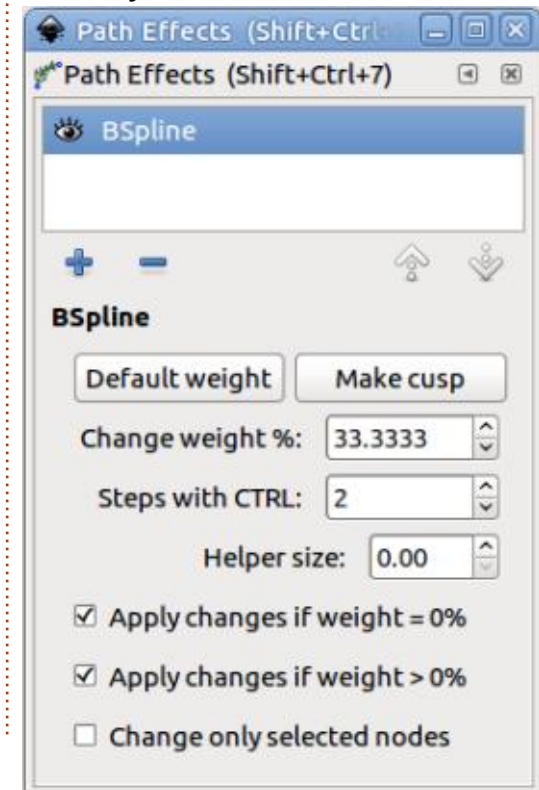 Path Effects (Shift+Ctrl
Path Effects (Shift+Ctrl+7)
BSpline
BSpline
Default weight
Make cusp
Change weight %: 33.3333
Steps with CTRL: 2
Helper size: 0.00
Apply changes if weight = 0%
Apply changes if weight > 0%
Change only selected nodes